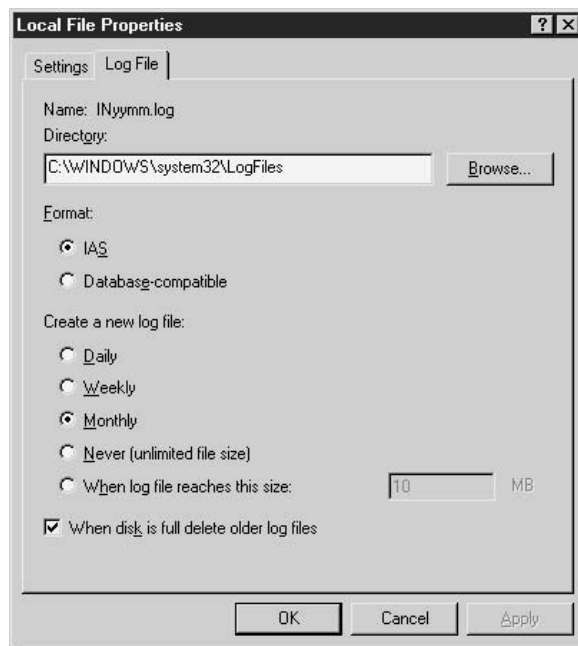 Local File Properties
Settings Log File
Name: INyymm.log
Directory:
C:\WINDOWS\system32\LogFiles Browse...
Format:
IAS
Database-compatible
Create a new log file:
Daily
Weekly
Monthly
Never (unlimited file size)
When log file reaches this size: 10 MB
When disk is full delete older log files
OK Cancel Apply